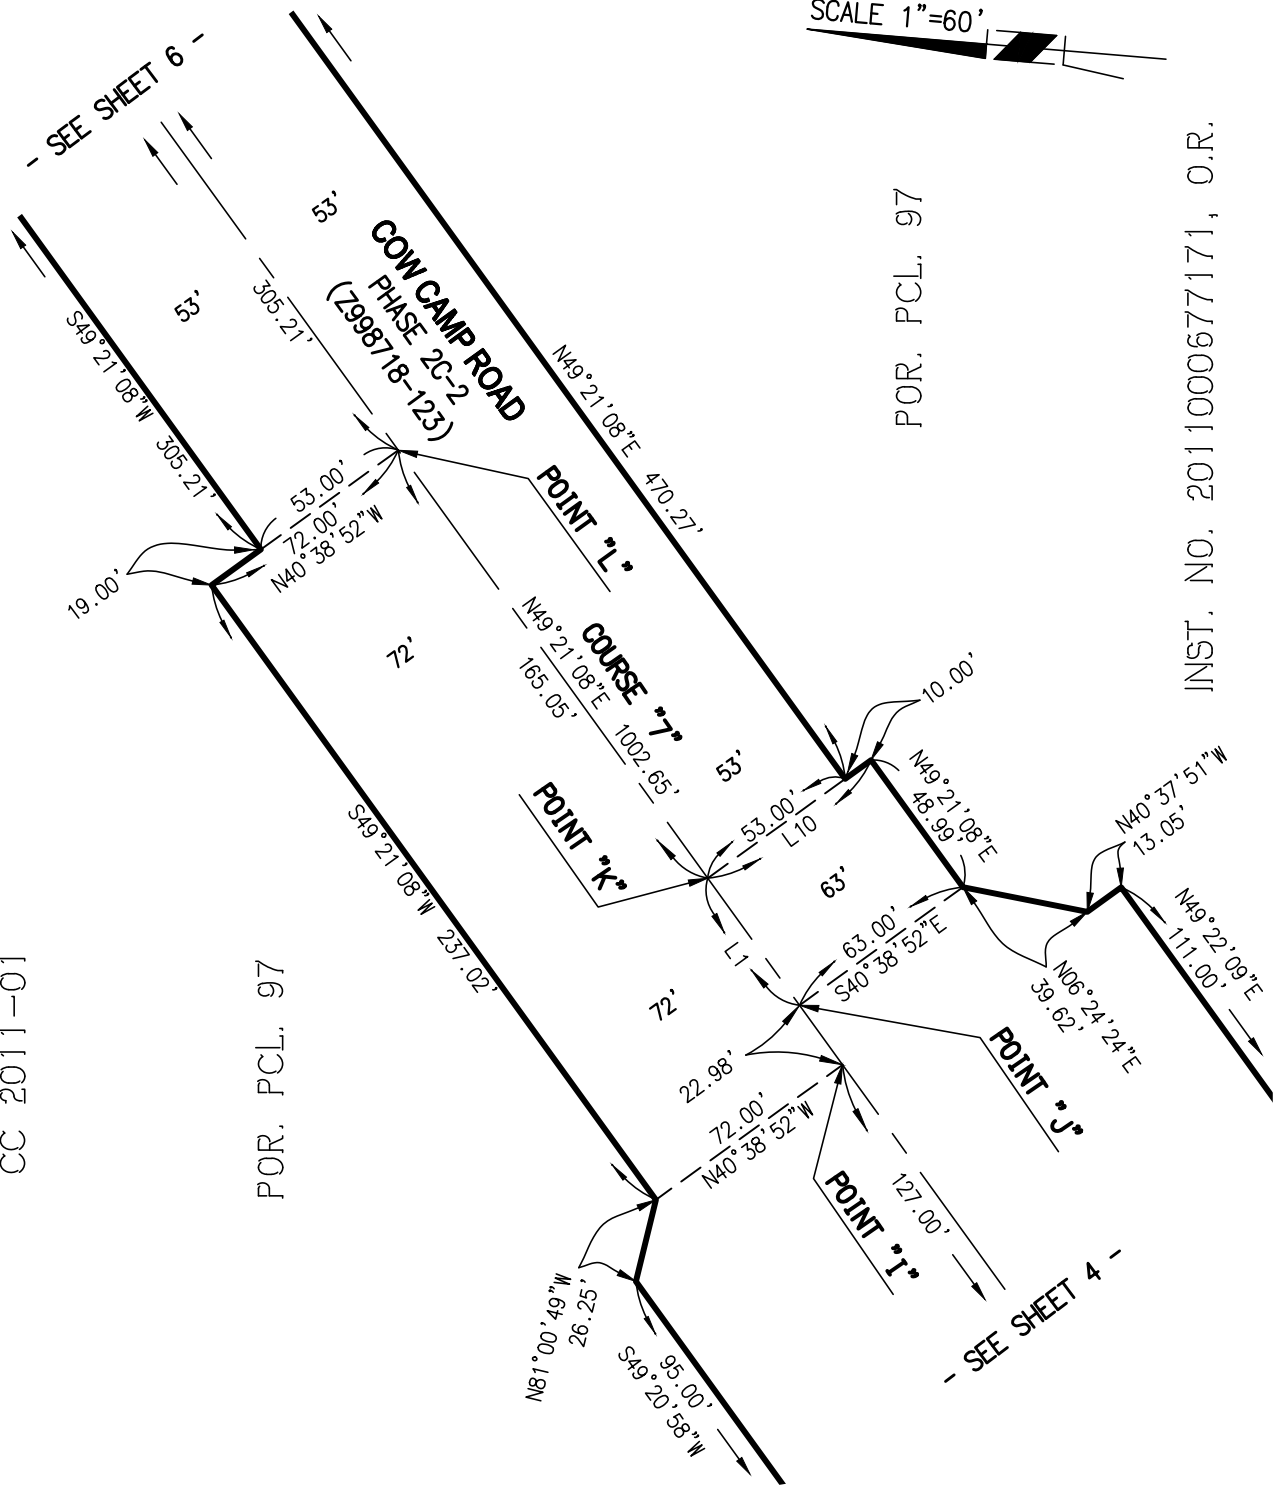 SCALE 1"=60'
- SEE SHEET 6 -
53'
COW CAMP ROAD
PHASE 2C-2
(Z998718-123)
53'
305.21'
S49°21'08"W 305.21'
N49°21'08"E 470.27'
POR. PCL. 97
INST. NO. 2011000677171, O.R.
53.00'
72.00'
N40°38'52"W
POINT "L"
19.00'
72'
COURSE "7"
N49°21'08"E 1002.65'
165.05'
53'
10.00'
POINT "K"
53.00'
L10
N49°21'08"E
48.99'
N40°37'51"W
13.05'
S49°21'08"W 237.02'
63'
L1
63.00'
S40°38'52"E
N49°22'09"E
111.00'
N06°24'24"E
39.62'
CC 2011-01
POR. PCL. 97
72'
22.98'
POINT "J"
72.00'
N40°38'52"W
POINT "I"
127.00'
N81°00'49"W
26.25'
95.00'
S49°20'58"W
- SEE SHEET 4 -